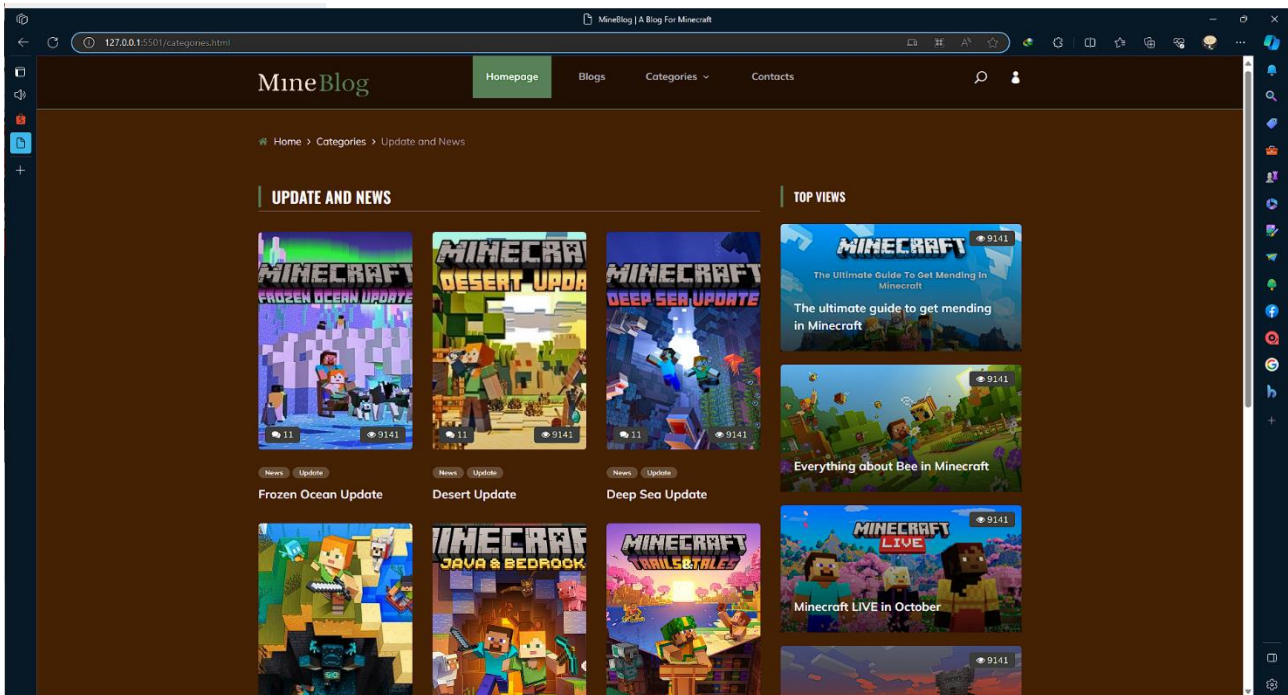 MineBlog | A Blog For Minecraft
127.0.0.1:5501/categories.html
MineBlog
Homepage
Blogs
Categories
Contacts
Home > Categories > Update and News
UPDATE AND NEWS
TOP VIEWS
MINECRAFT
FROZEN OCEAN UPDATE
11
9141
News
Update
Frozen Ocean Update
MINECRA
DESERT UPDA
11
9141
News
Update
Desert Update
MINECRAFT
DEEP SEA UPDATE
11
9141
News
Update
Deep Sea Update
MINECRAFT
9141
The Ultimate Guide To Get Mending In
Minecraft
The ultimate guide to get mending
in Minecraft
9141
Everything about Bee in Minecraft
MINECRAFT
LIVE
9141
Minecraft LIVE in October
INECRAF
JAVA & BEDROCK
MINECRAFT
TRAILS & TALES
9141